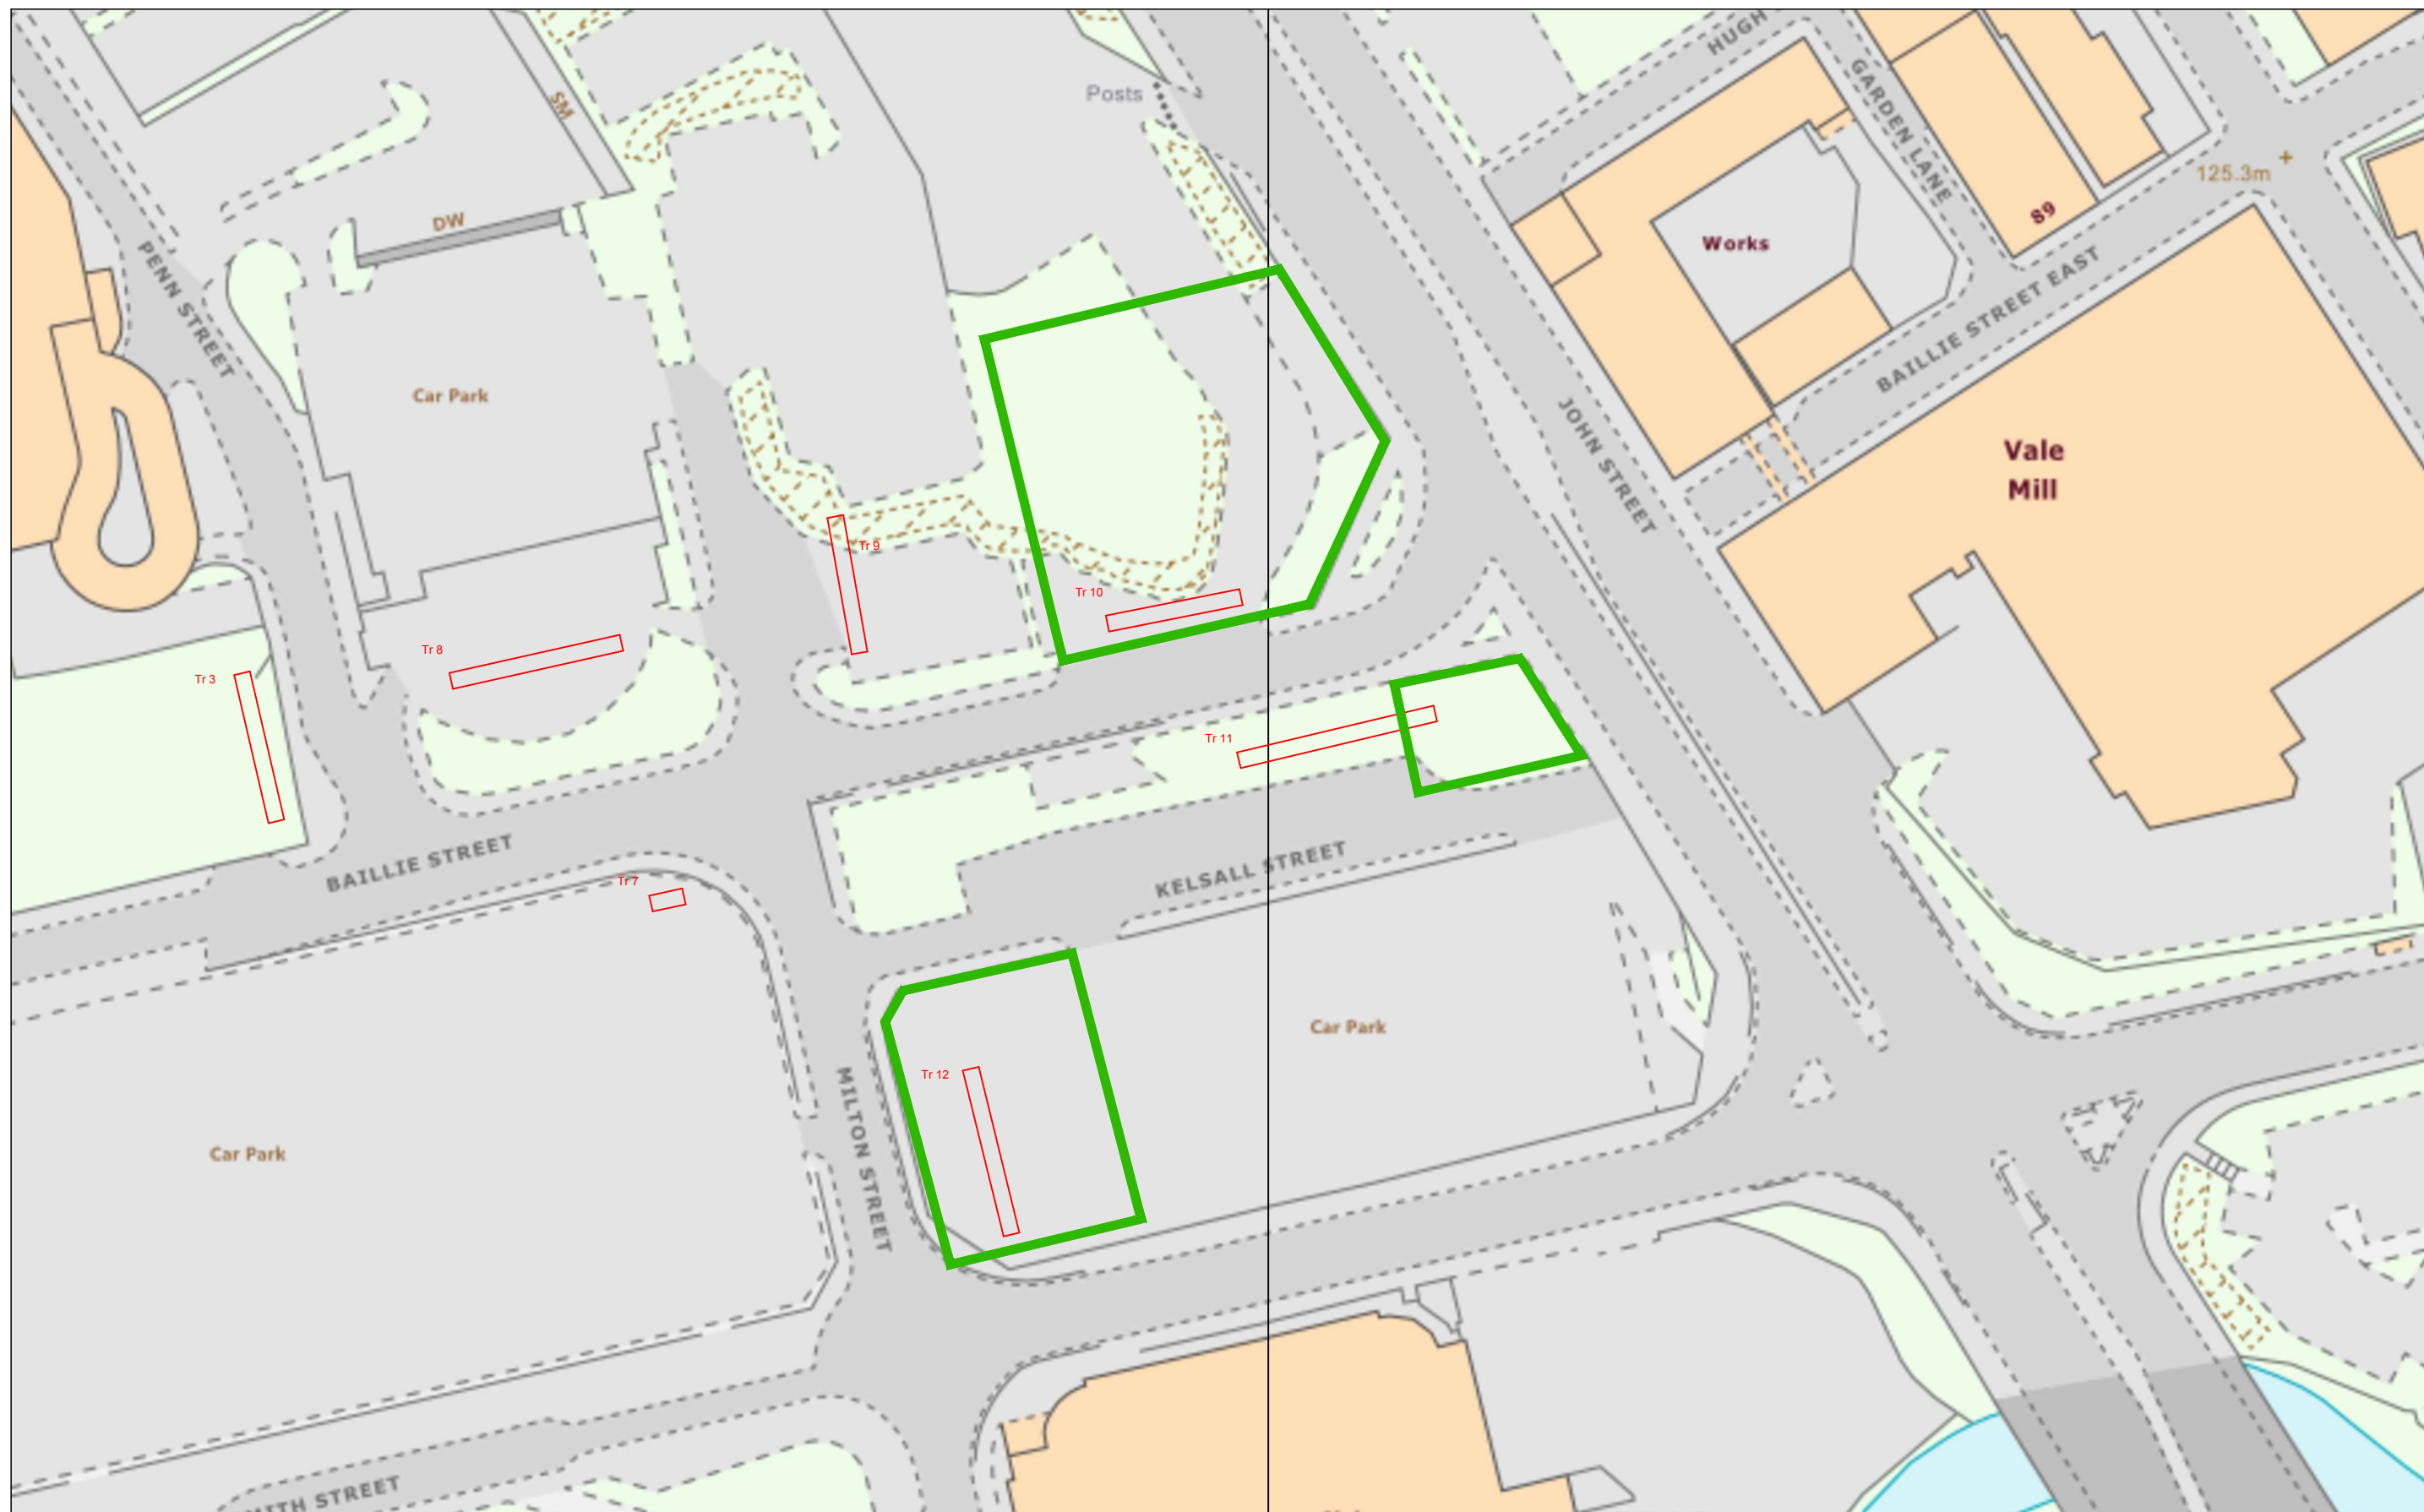 HUGH
GARDEN LANE
SM
Posts
125.3m
89
DW
Works
PENN STREET
BAILLIE STREET EAST
Car Park
JOHN STREET
Vale
Mill
Tr 9
Tr 10
Tr 8
Tr 3
Tr 11
BAILLIE STREET
KELSALL STREET
Tr 7
Car Park
Tr 12
MILTON STREET
Car Park
STREET